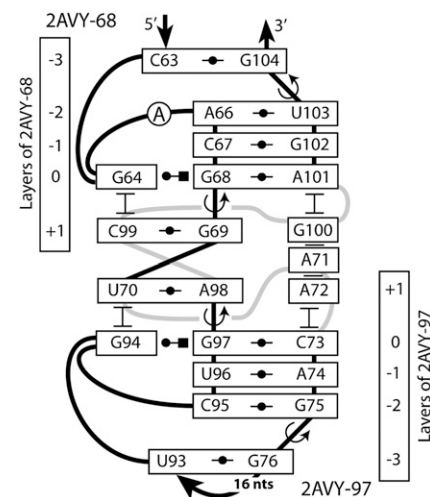 2AVY-68
5′ 3′
-3 C63 G104
A
-2 A66 U103
-1 C67 G102
0 G64 G68 A101
+1 C99 G69 G100
Layers of 2AVY-68
A71
U70 A98 A72 +1
G94 G97 C73 0
U96 A74 -1
C95 G75 -2
U93 G76 -3
Layers of 2AVY-97
16 nts
2AVY-97